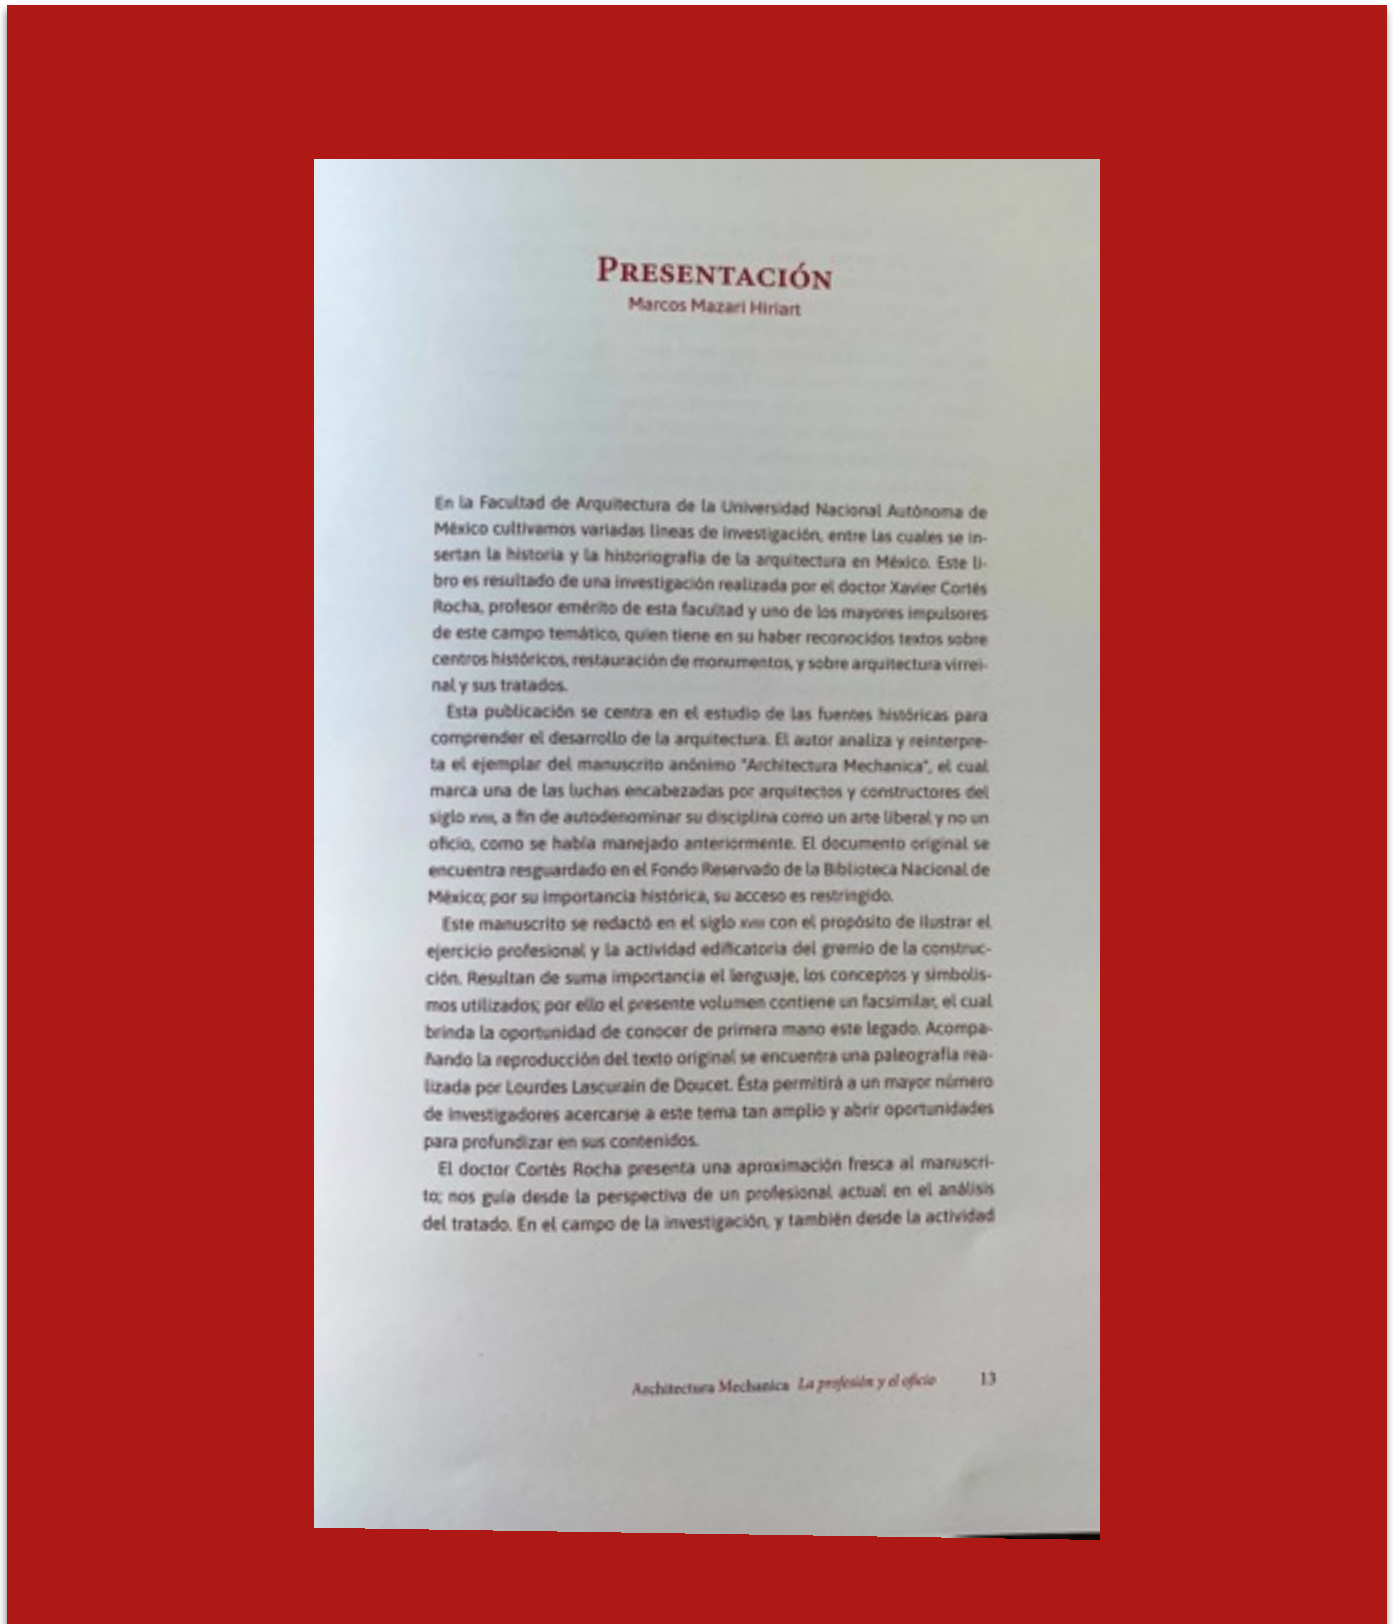 PRESENTACIÓN
Marcos Mazari Hiriart
En la Facultad de Arquitectura de la Universidad Nacional Autónoma de
México cultivamos variadas líneas de investigación, entre las cuales se in-
sertan la historia y la historiografía de la arquitectura en México. Este li-
bro es resultado de una investigación realizada por el doctor Xavier Cortés
Rocha, profesor emérito de esta facultad y uno de los mayores impulsores
de este campo temático, quien tiene en su haber reconocidos textos sobre
centros históricos, restauración de monumentos, y sobre arquitectura virrei-
nal y sus tratados.
Esta publicación se centra en el estudio de las fuentes históricas para
comprender el desarrollo de la arquitectura. El autor analiza y reinterpre-
ta el ejemplar del manuscrito anónimo "Architectura Mechanica", el cual
marca una de las luchas encabezadas por arquitectos y constructores del
siglo XVIII, a fin de autodenominar su disciplina como un arte liberal y no un
oficio, como se había manejado anteriormente. El documento original se
encuentra resguardado en el Fondo Reservado de la Biblioteca Nacional de
México; por su importancia histórica, su acceso es restringido.
Este manuscrito se redactó en el siglo XVIII con el propósito de ilustrar el
ejercicio profesional y la actividad edificatoria del gremio de la construc-
ción. Resultan de suma importancia el lenguaje, los conceptos y simbolis-
mos utilizados; por ello el presente volumen contiene un facsimilar, el cual
brinda la oportunidad de conocer de primera mano este legado. Acompa-
ñando la reproducción del texto original se encuentra una paleografía rea-
lizada por Lourdes Lascurain de Doucet. Ésta permitirá a un mayor número
de investigadores acercarse a este tema tan amplio y abrir oportunidades
para profundizar en sus contenidos.
El doctor Cortés Rocha presenta una aproximación fresca al manuscri-
to; nos guía desde la perspectiva de un profesional actual en el análisis
del tratado. En el campo de la investigación, y también desde la actividad
Architectura Mechanica La profesión y el oficio 13